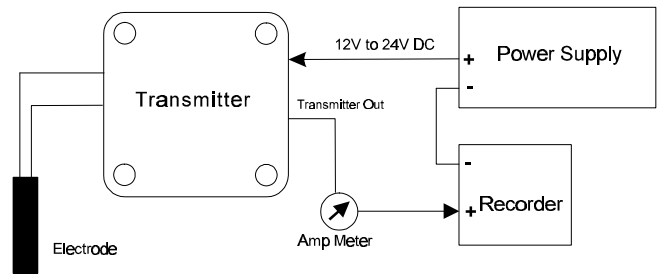 12V to 24V DC
+ Power Supply
-
Transmitter
Transmitter Out
-
+ Recorder
Amp Meter
Electrode